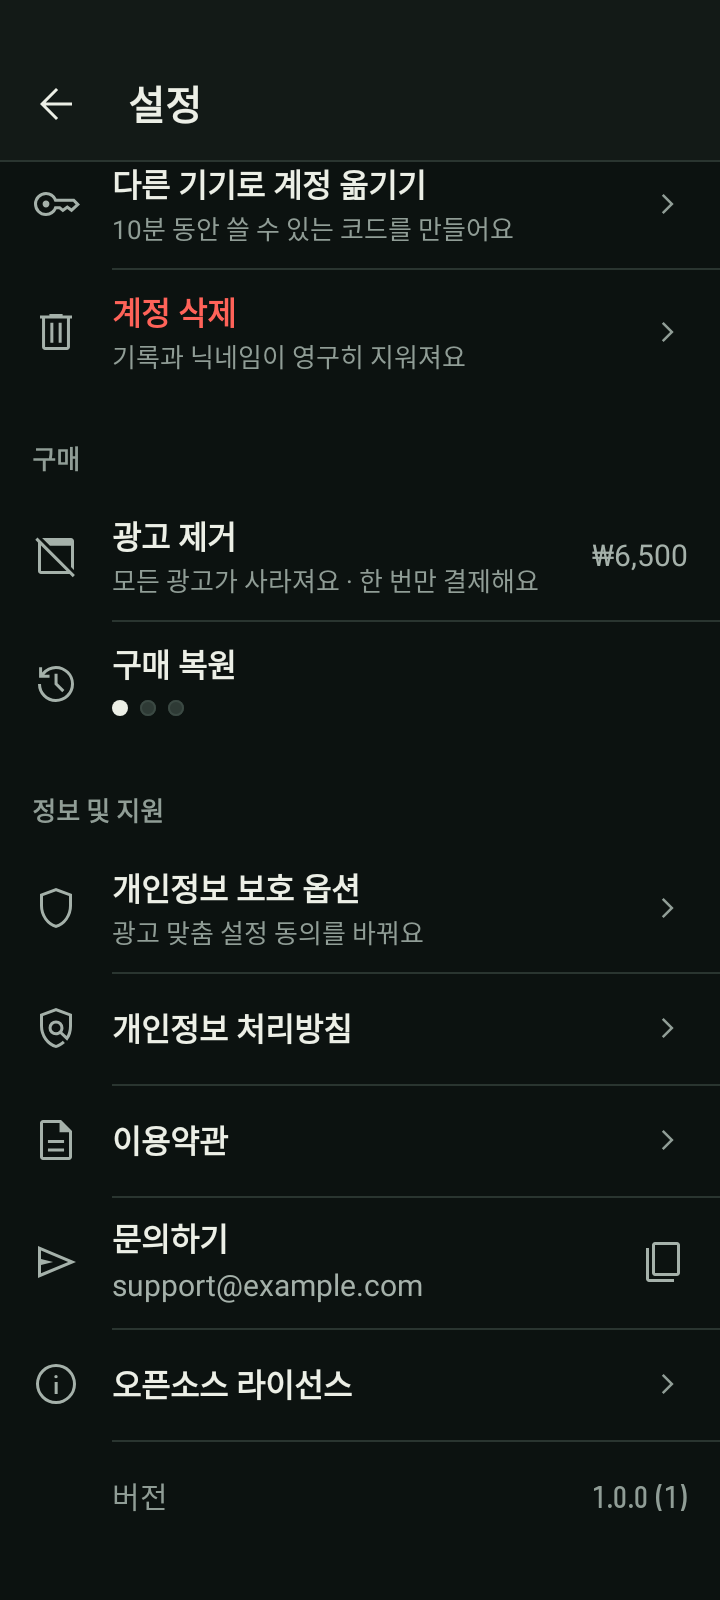 설정
다른 기기로 계정 옮기기
10분 동안 쓸 수 있는 코드를 만들어요
계정 삭제
기록과 닉네임이 영구히 지워져요
구매
광고 제거
모든 광고가 사라져요 · 한 번만 결제해요
₩6,500
구매 복원
정보 및 지원
개인정보 보호 옵션
광고 맞춤 설정 동의를 바꿔요
개인정보 처리방침
이용약관
문의하기
support@example.com
오픈소스 라이선스
버전
1.0.0 (1)